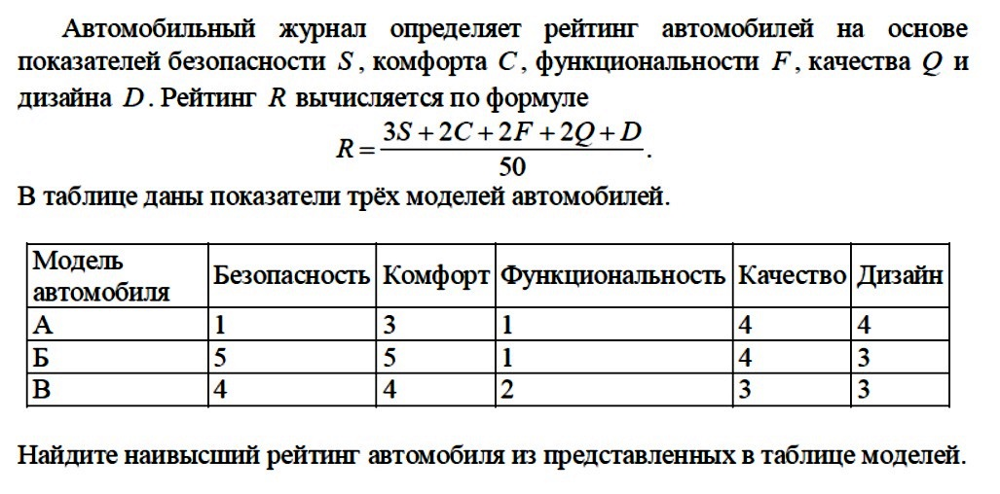 Автомобильный журнал определяет рейтинг автомобилей на основе
показателей безопасности S, комфорта C, функциональности F, качества Q и
дизайна D. Рейтинг R вычисляется по формуле
R = (3S + 2C + 2F + 2Q + D) / 50.
В таблице даны показатели трёх моделей автомобилей.
Модель автомобиля | Безопасность | Комфорт | Функциональность | Качество | Дизайн
А | 1 | 3 | 1 | 4 | 4
Б | 5 | 5 | 1 | 4 | 3
В | 4 | 4 | 2 | 3 | 3
Найдите наивысший рейтинг автомобиля из представленных в таблице моделей.